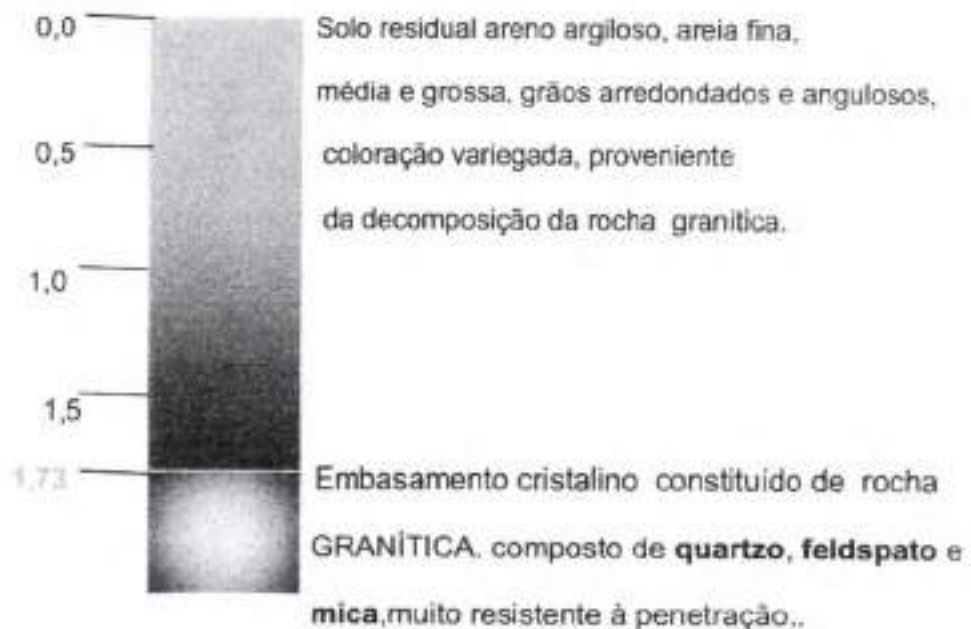 0,0
Solo residual areno argiloso, areia fina,
média e grossa, grãos arredondados e angulosos,
0,5
coloração variegada, proveniente
da decomposição da rocha granitica.
1,0
1,5
1,73
Embasamento cristalino constituido de rocha
GRANÍTICA. composto de quartzo, feldspato e
mica,muito resistente à penetração..